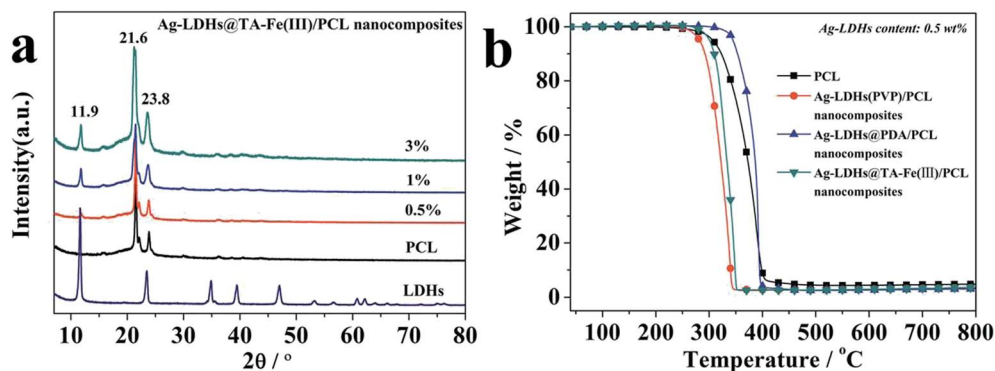 a
Ag-LDHs@TA-Fe(III)/PCL nanocomposites
21.6
11.9
23.8
3%
1%
0.5%
PCL
LDHs
Intensity(a.u.)
10 20 30 40 50 60 70 80
2θ / °
b
Ag-LDHs content: 0.5 wt%
PCL
Ag-LDHs(PVP)/PCL
nanocomposites
Ag-LDHs@PDA/PCL
nanocomposites
Ag-LDHs@TA-Fe(III)/PCL
nanocomposites
Weight / %
100
80
60
40
20
0
100 200 300 400 500 600 700 800
Temperature / °C